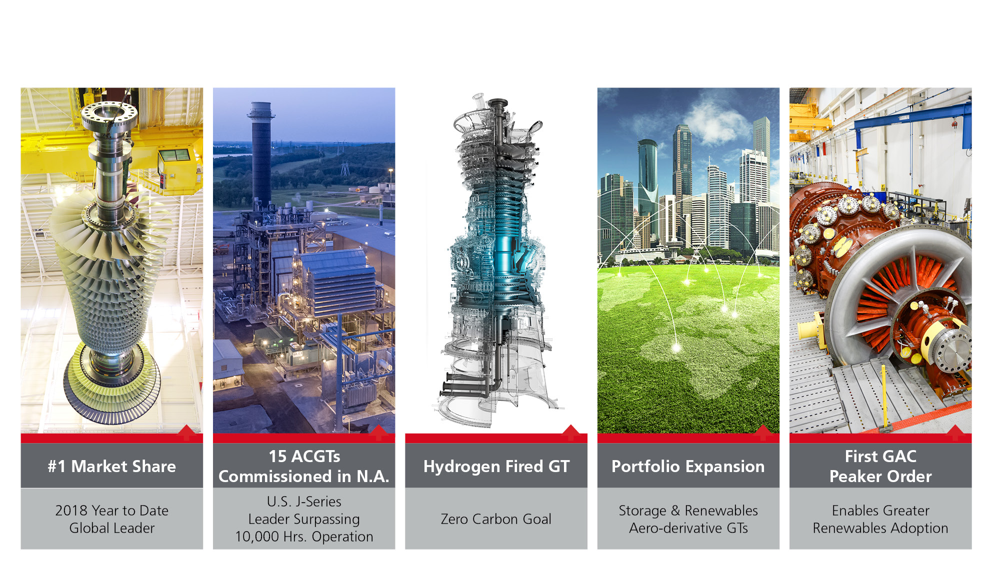 #1 Market Share
2018 Year to Date
Global Leader
15 ACGTs
Commissioned in N.A.
U.S. J-Series
Leader Surpassing
10,000 Hrs. Operation
Hydrogen Fired GT
Zero Carbon Goal
Portfolio Expansion
Storage & Renewables
Aero-derivative GTs
First GAC
Peaker Order
Enables Greater
Renewables Adoption